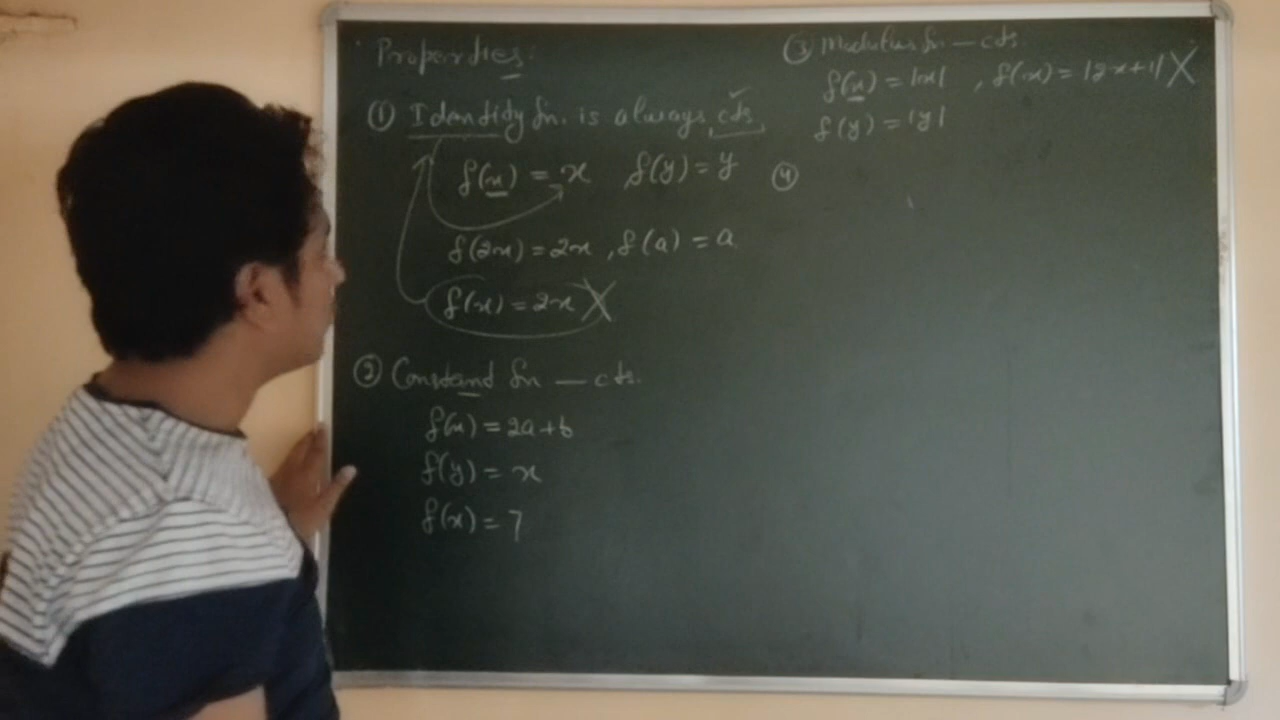 Properties:
① Identity fn. is always cts.
f(x) = x f(y) = y
f(2x) = 2x , f(a) = a
f(x) = 2x X
② Constand fn — cts.
f(x) = 2a+b
f(y) = x
f(x) = 7
③ Modulus fn — cts.
f(x) = |x| , f(x) = |2x+1| X
f(y) = |y|
④